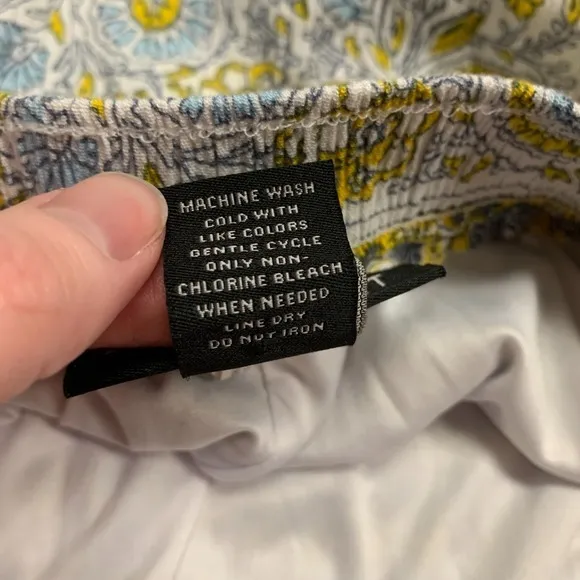 MACHINE WASH
COLD WITH
LIKE COLORS
GENTLE CYCLE
ONLY NON-
CHLORINE BLEACH
WHEN NEEDED
LINE DRY
DO NOT IRON
T